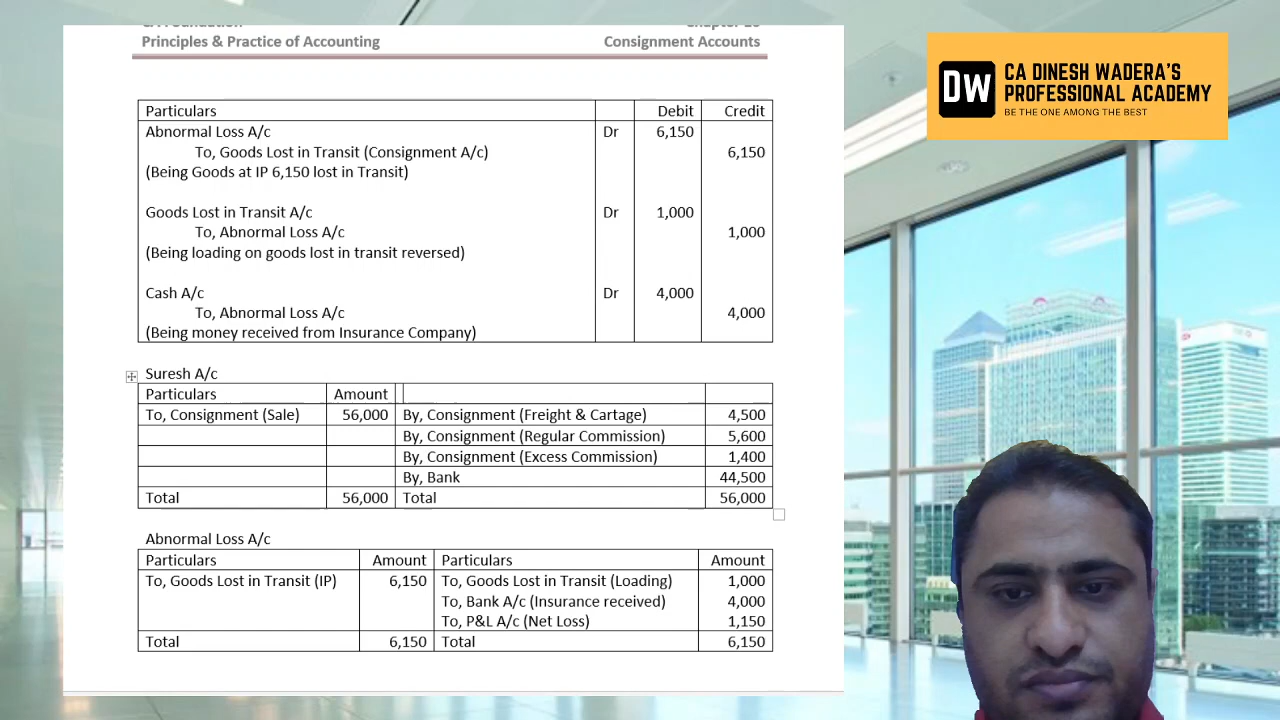 CA Foundation Chapter
Principles & Practice of Accounting Consignment Accounts
DW CA DINESH WADERA'S
PROFESSIONAL ACADEMY
BE THE ONE AMONG THE BEST
Particulars Debit Credit
Abnormal Loss A/c Dr 6,150
To, Goods Lost in Transit (Consignment A/c) 6,150
(Being Goods at IP 6,150 lost in Transit)
Goods Lost in Transit A/c Dr 1,000
To, Abnormal Loss A/c 1,000
(Being loading on goods lost in transit reversed)
Cash A/c Dr 4,000
To, Abnormal Loss A/c 4,000
(Being money received from Insurance Company)
Suresh A/c
Particulars Amount
To, Consignment (Sale) 56,000 By, Consignment (Freight & Cartage) 4,500
By, Consignment (Regular Commission) 5,600
By, Consignment (Excess Commission) 1,400
By, Bank 44,500
Total 56,000 Total 56,000
Abnormal Loss A/c
Particulars Amount Particulars Amount
To, Goods Lost in Transit (IP) 6,150 To, Goods Lost in Transit (Loading) 1,000
To, Bank A/c (Insurance received) 4,000
To, P&L A/c (Net Loss) 1,150
Total 6,150 Total 6,150